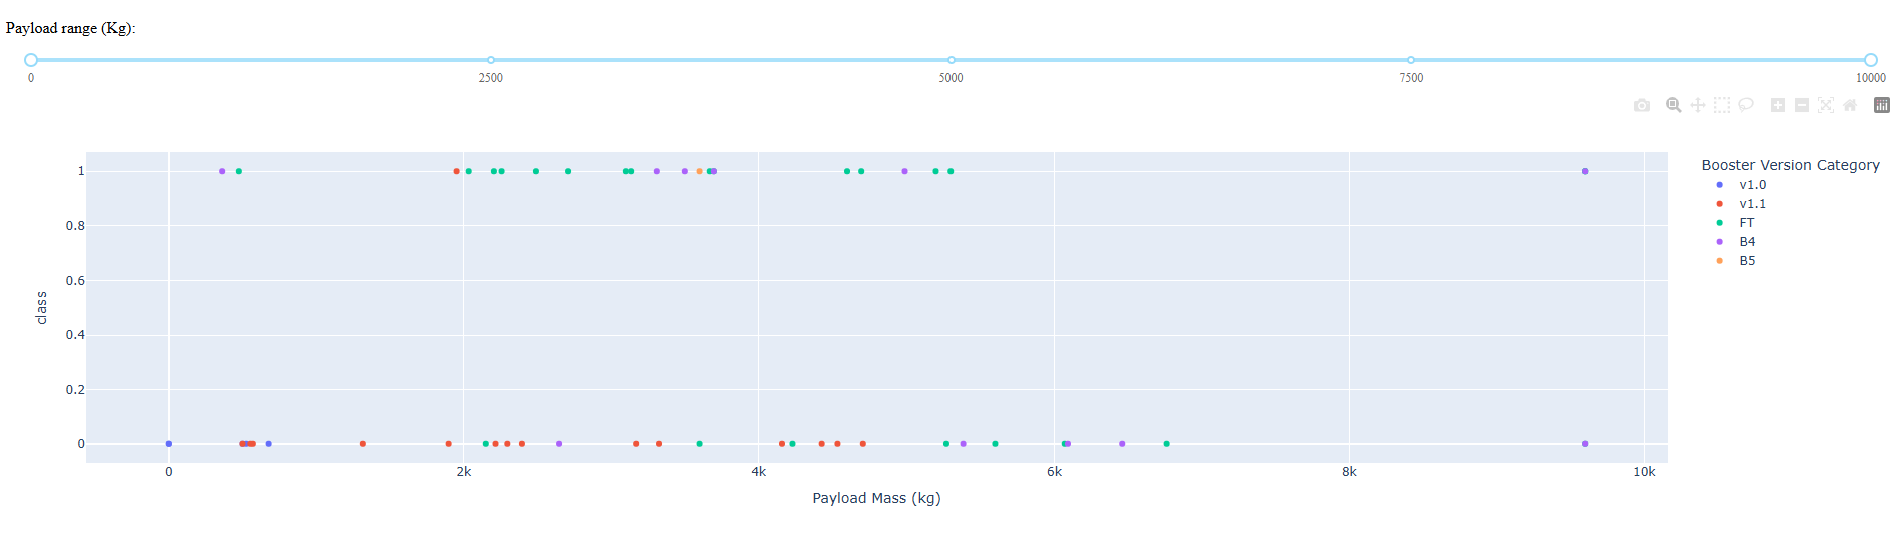 Payload range (Kg):
0 2500 5000 7500 10000
Booster Version Category
v1.0
v1.1
FT
B4
B5
1
0.8
0.6
0.4
0.2
0
class
0 2k 4k 6k 8k 10k
Payload Mass (kg)